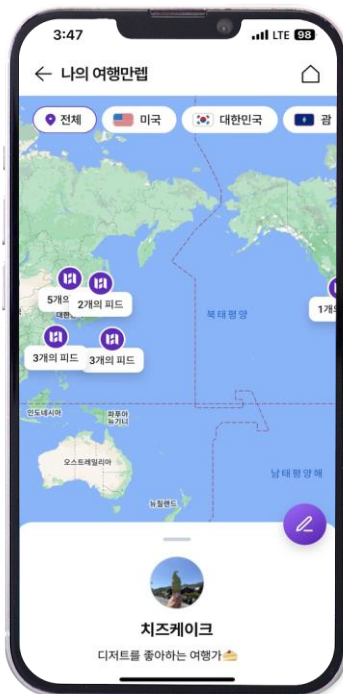 3:47 LTE 98
나의 여행만렙
전체 미국 대한민국 괌
5개의 2개의 피드
대한민
1개의
3개의 피드 3개의 피드
북태평양
인도네시아 파푸아
뉴기니
오스트레일리아
남태평양해
뉴질랜드
치즈케이크
디저트를 좋아하는 여행가